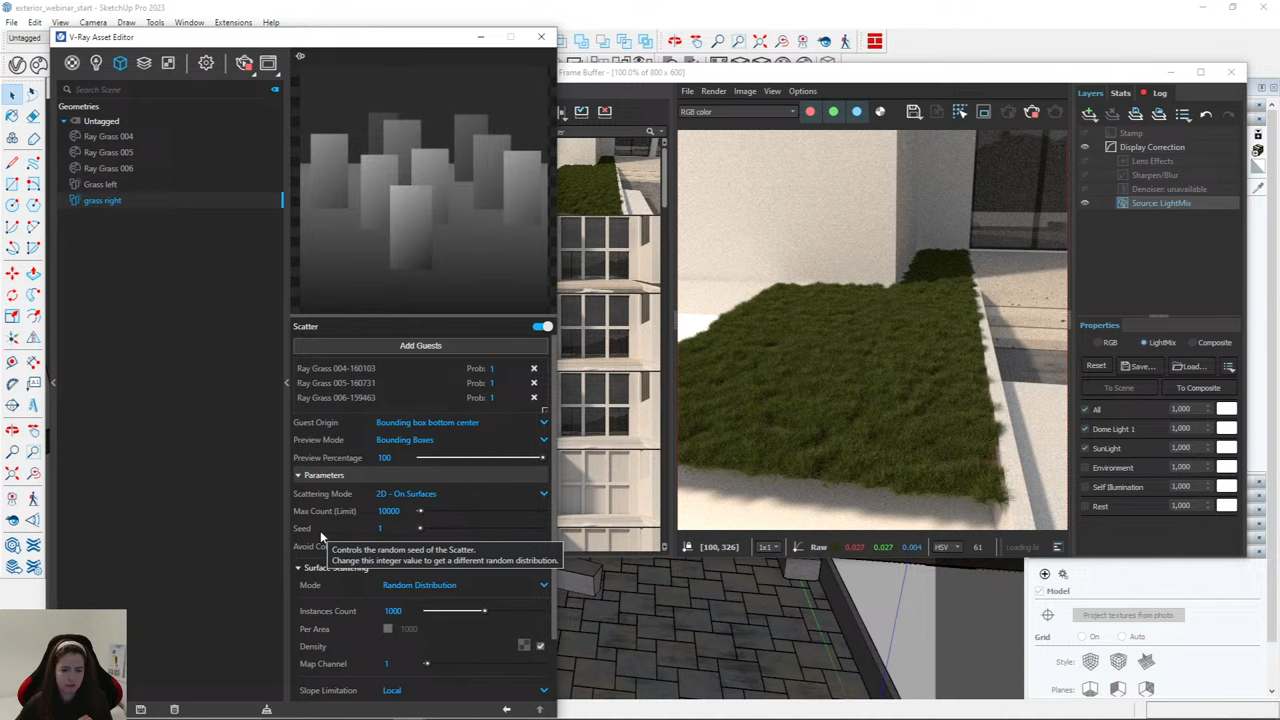 exterior_webinar_start - SketchUp Pro 2023
File Edit View Camera Draw Tools Window Extensions Help
Untagged
V-Ray Asset Editor
Search Scene
Geometries
Untagged
Ray Grass 004
Ray Grass 005
Ray Grass 006
Grass left
grass right
Scatter
Add Guests
Ray Grass 004-160103 Prob: 1
Ray Grass 005-160731 Prob: 1
Ray Grass 006-159463 Prob: 1
Guest Origin Bounding box bottom center
Preview Mode Bounding Boxes
Preview Percentage 100
Parameters
Scattering Mode 2D - On Surfaces
Max Count (Limit) 10000
Seed 1
Avoid Co
Controls the random seed of the Scatter.
Change this integer value to get a different random distribution.
Surface Scattering
Mode Random Distribution
Instances Count 1000
Per Area 1000
Density
Map Channel 1
Slope Limitation Local
Frame Buffer - [100.0% of 800 x 600]
File Render Image View Options
RGB color
[100, 326] 1x1 Raw 0.027 0.027 0.004 HSV 61 Loading bi
Layers Stats Log
Stamp
Display Correction
Lens Effects
Sharpen/Blur
Denoiser: unavailable
Source: LightMix
Properties
RGB LightMix Composite
Reset Save... Load...
To Scene To Composite
All 1,000
Dome Light 1 1,000
SunLight 1,000
Environment 1,000
Self Illumination 1,000
Rest 1,000
Model
Project textures from photo
Grid On Auto
Style:
Planes: